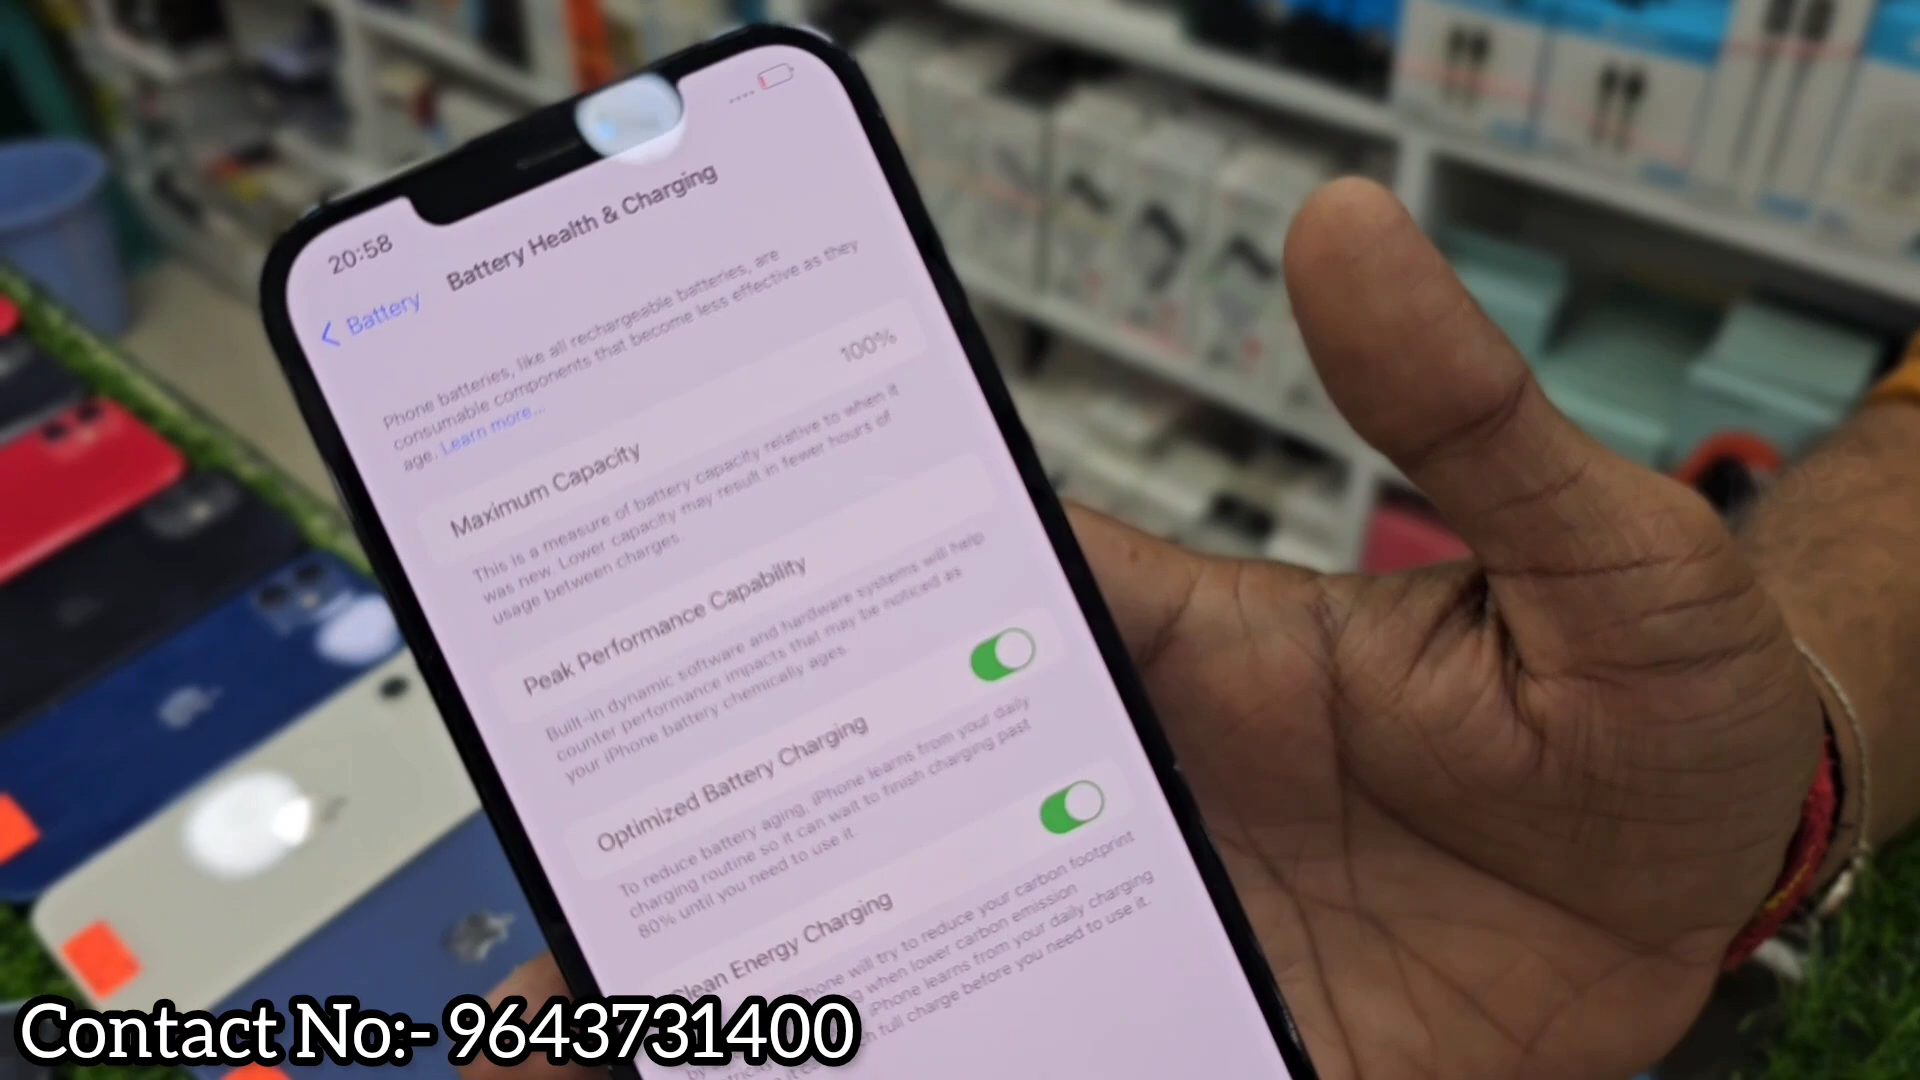 20:58
Battery
Battery Health & Charging
Phone batteries, like all rechargeable batteries, are
consumable components that become less effective as they
age. Learn more...
Maximum Capacity 100%
This is a measure of battery capacity relative to when it
was new. Lower capacity may result in fewer hours of
usage between charges.
Peak Performance Capability
Built-in dynamic software and hardware systems will help
counter performance impacts that may be noticed as
your iPhone battery chemically ages.
Optimized Battery Charging
To reduce battery aging, iPhone learns from your daily
charging routine so it can wait to finish charging past
80% until you need to use it.
Clean Energy Charging
iPhone will try to reduce your carbon footprint
when lower carbon emission
iPhone learns from your daily charging
full charge before you need to use it.
Contact No:- 9643731400